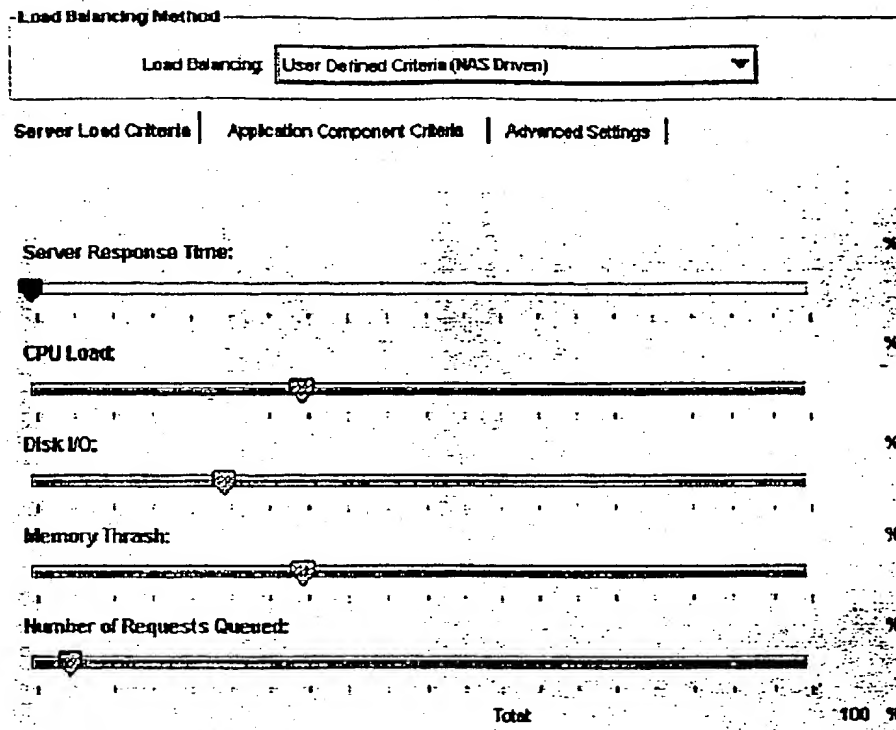 Load Balancing Method
Load Balancing: User Defined Criteria (NAS Driven)
Server Load Criteria | Application Component Criteria | Advanced Settings |
Server Response Time:
%
CPU Load:
%
Disk I/O:
%
Memory Thrash:
%
Number of Requests Queued:
%
Total: 100 %